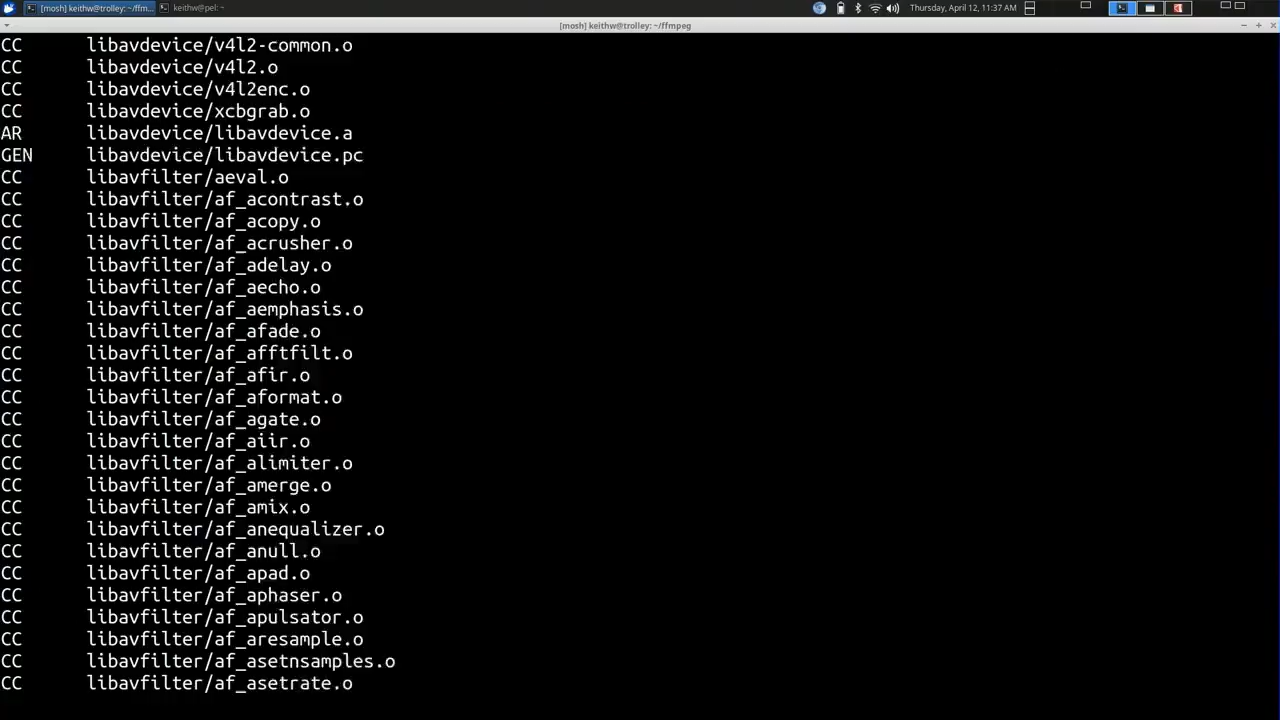 [mosh] keithw@trolley: ~/ffm...
keithw@pel: ~
Thursday, April 12, 11:37 AM
[mosh] keithw@trolley: ~/ffmpeg
CC libavdevice/v4l2-common.o
CC libavdevice/v4l2.o
CC libavdevice/v4l2enc.o
CC libavdevice/xcbgrab.o
AR libavdevice/libavdevice.a
GEN libavdevice/libavdevice.pc
CC libavfilter/aeval.o
CC libavfilter/af_acontrast.o
CC libavfilter/af_acopy.o
CC libavfilter/af_acrusher.o
CC libavfilter/af_adelay.o
CC libavfilter/af_aecho.o
CC libavfilter/af_aemphasis.o
CC libavfilter/af_afade.o
CC libavfilter/af_afftfilt.o
CC libavfilter/af_afir.o
CC libavfilter/af_aformat.o
CC libavfilter/af_agate.o
CC libavfilter/af_aiir.o
CC libavfilter/af_alimiter.o
CC libavfilter/af_amerge.o
CC libavfilter/af_amix.o
CC libavfilter/af_anequalizer.o
CC libavfilter/af_anull.o
CC libavfilter/af_apad.o
CC libavfilter/af_aphaser.o
CC libavfilter/af_apulsator.o
CC libavfilter/af_aresample.o
CC libavfilter/af_asetnsamples.o
CC libavfilter/af_asetrate.o